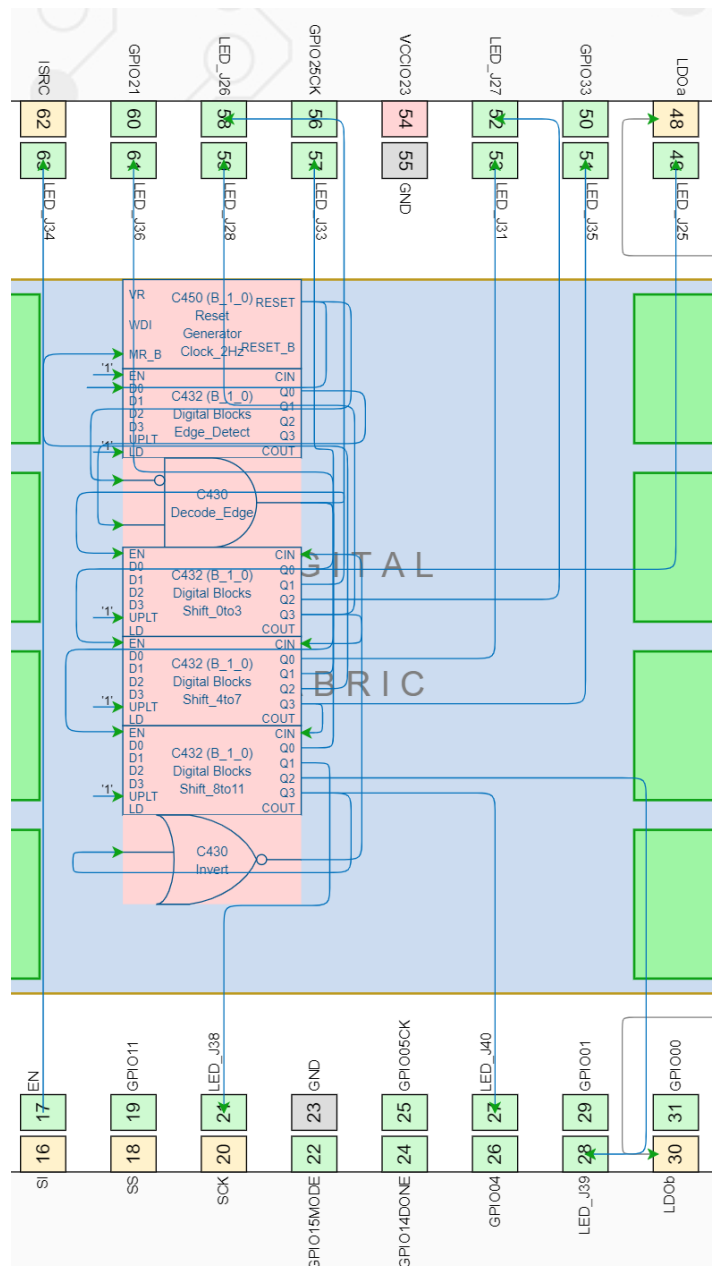 ISRC
GPIO21
LED_J26
GPIO25CK
VCCIO23
LED_J27
GPIO33
LDOa
62
60
58
56
54
52
50
48
63
61
59
57
55
53
51
49
LED_J34
LED_J36
LED_J28
LED_J33
GND
LED_J31
LED_J35
LED_J25
VR
WDI
MR_B
C450 (B_1_0)
Reset
Generator
Clock_2Hz
RESET
RESET_B
'1'
EN
D0
D1
D2
D3
UPLT
'1'
LD
C432 (B_1_0)
Digital Blocks
Edge_Detect
CIN
Q0
Q1
Q2
Q3
COUT
C430
Decode_Edge
EN
D0
D1
D2
D3
'1'
UPLT
LD
C432 (B_1_0)
Digital Blocks
Shift_0to3
CIN
Q0
Q1
Q2
Q3
COUT
GITAL
EN
D0
D1
D2
D3
'1'
UPLT
LD
C432 (B_1_0)
Digital Blocks
Shift_4to7
CIN
Q0
Q1
Q2
Q3
COUT
BRIC
EN
D0
D1
D2
D3
'1'
UPLT
LD
C432 (B_1_0)
Digital Blocks
Shift_8to11
CIN
Q0
Q1
Q2
Q3
COUT
C430
Invert
EN
GPIO11
LED_J38
GND
GPIO05CK
LED_J40
GPIO01
GPIO00
17
19
21
23
25
27
29
31
16
18
20
22
24
26
28
30
SI
SS
SCK
GPIO15MODE
GPIO14DONE
GPIO04
LED_J39
LDOb